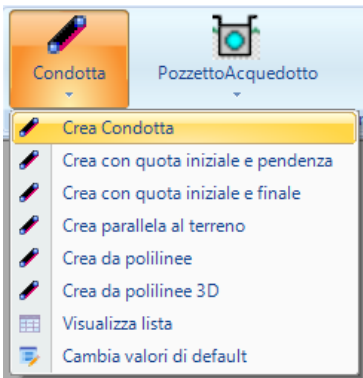 Condotta
PozzettoAcquedotto
Crea Condotta
Crea con quota iniziale e pendenza
Crea con quota iniziale e finale
Crea parallela al terreno
Crea da polilinee
Crea da polilinee 3D
Visualizza lista
Cambia valori di default